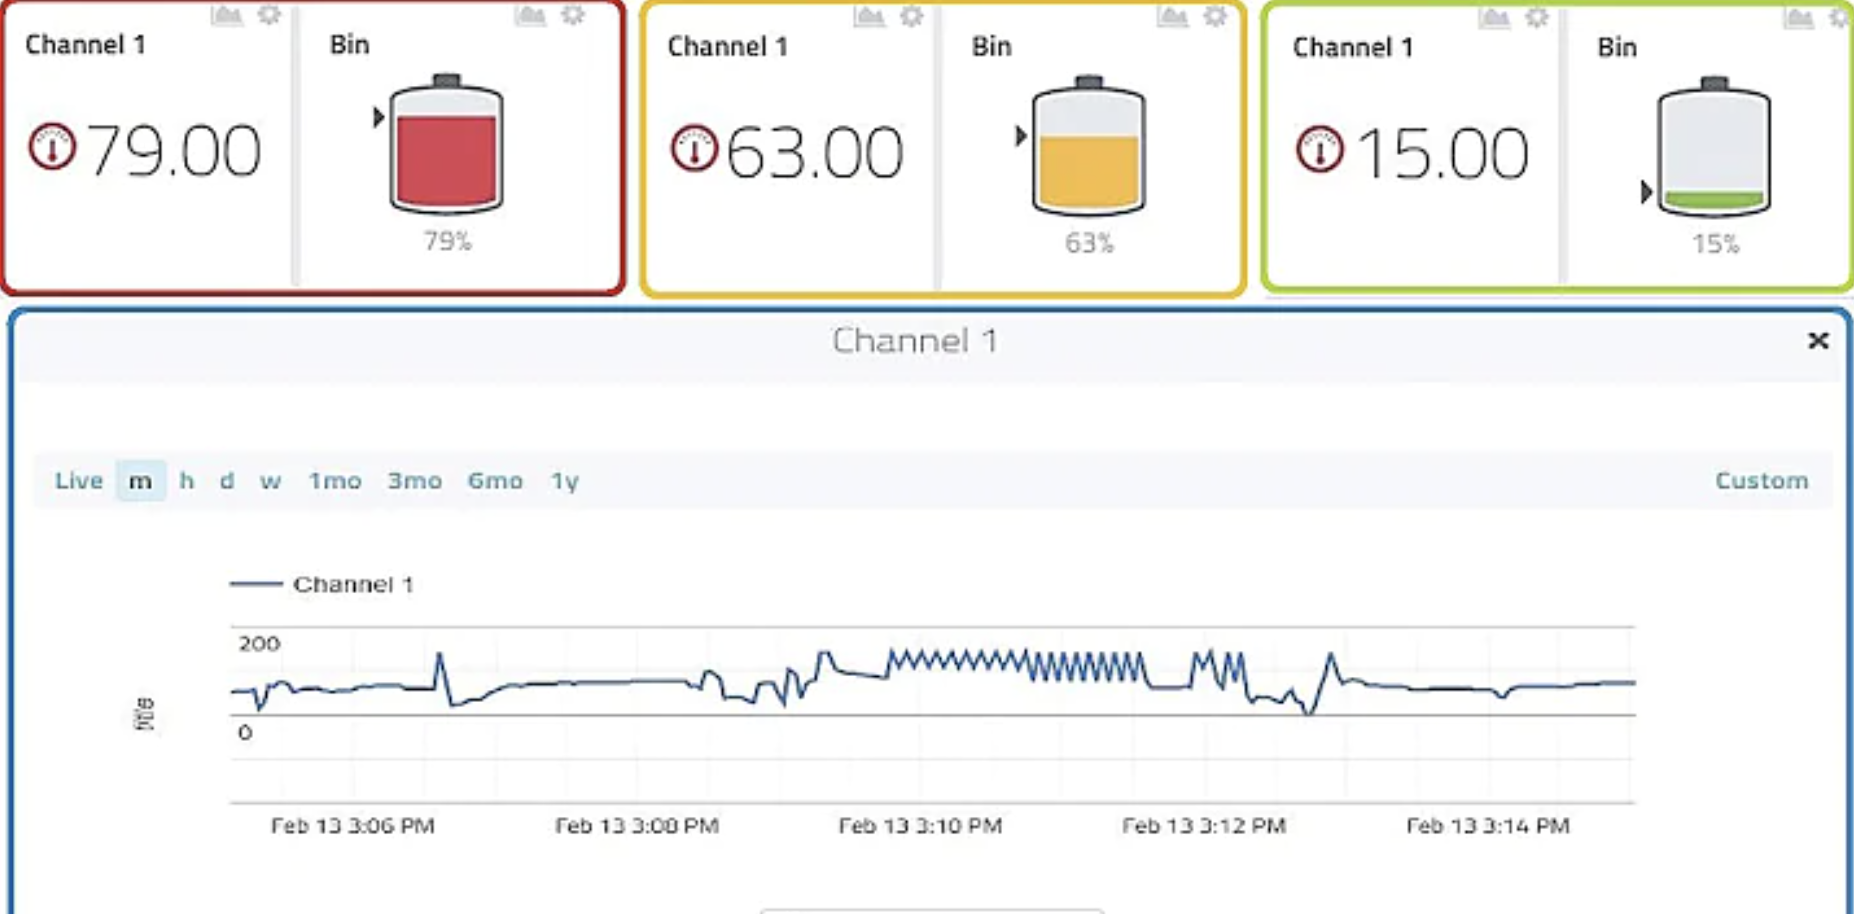 Channel 1
Bin
79.00
79%
Channel 1
Bin
63.00
63%
Channel 1
Bin
15.00
15%
Channel 1
Live m h d w 1mo 3mo 6mo 1y Custom
Channel 1
200
0
Feb 13 3:06 PM Feb 13 3:08 PM Feb 13 3:10 PM Feb 13 3:12 PM Feb 13 3:14 PM